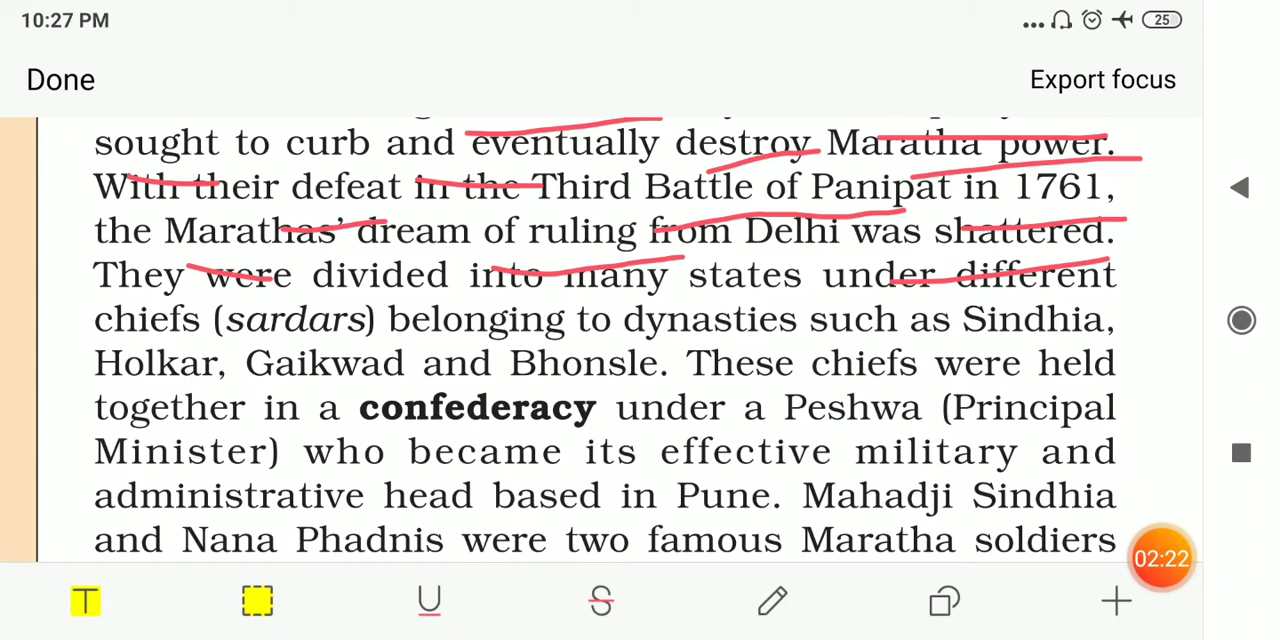 10:27 PM
25
Done
Export focus
sought to curb and eventually destroy Maratha power.
With their defeat in the Third Battle of Panipat in 1761,
the Marathas' dream of ruling from Delhi was shattered.
They were divided into many states under different
chiefs (sardars) belonging to dynasties such as Sindhia,
Holkar, Gaikwad and Bhonsle. These chiefs were held
together in a confederacy under a Peshwa (Principal
Minister) who became its effective military and
administrative head based in Pune. Mahadji Sindhia
and Nana Phadnis were two famous Maratha soldiers
02:22
T
U
S